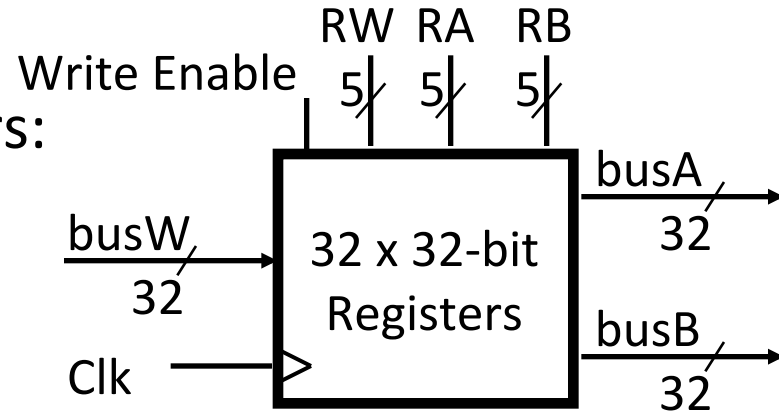 RW RA RB
Write Enable
5 5 5
rs:
busA
32
busW
32
32 x 32-bit
Registers
busB
32
Clk